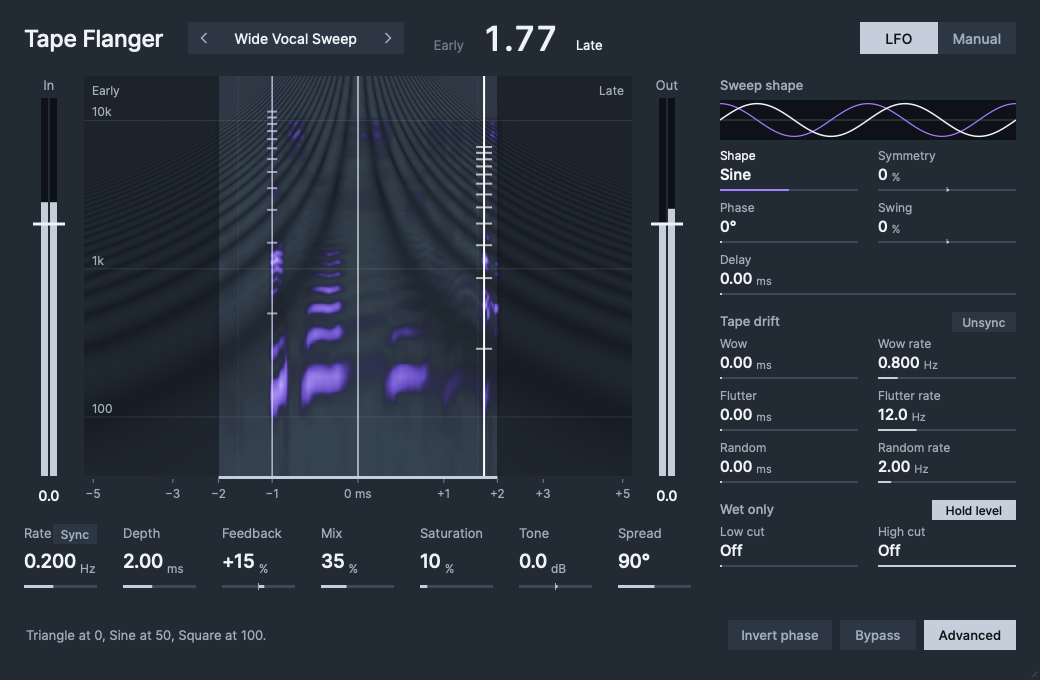 Tape Flanger
Wide Vocal Sweep
Early 1.77 Late
LFO Manual
In
Early Late
10k
1k
100
Out
0.0
−5 −3 −2 −1 0 ms +1 +2 +3 +5
0.0
Sweep shape
Shape Symmetry
Sine 0 %
Phase Swing
0° 0 %
Delay
0.00 ms
Tape drift Unsync
Wow Wow rate
0.00 ms 0.800 Hz
Flutter Flutter rate
0.00 ms 12.0 Hz
Random Random rate
0.00 ms 2.00 Hz
Wet only Hold level
Low cut High cut
Off Off
Rate Sync Depth Feedback Mix Saturation Tone Spread
0.200 Hz 2.00 ms +15 % 35 % 10 % 0.0 dB 90°
Triangle at 0, Sine at 50, Square at 100.
Invert phase Bypass Advanced